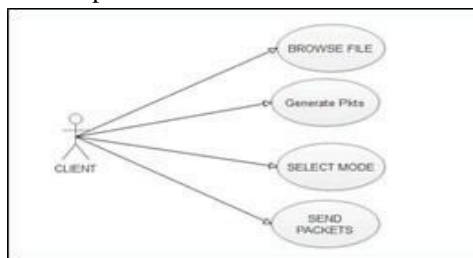 BROWSE FILE
Generate Pkts
CLIENT
SELECT MODE
SEND
PACKETS